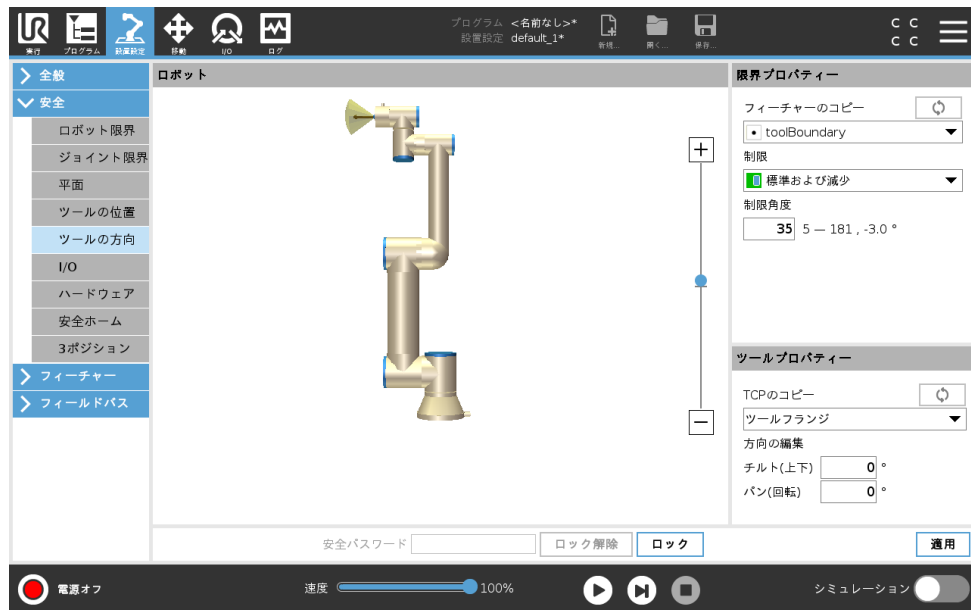 UR
実行
プログラム
設置設定
移動
I/O
ログ
プログラム <名前なし>*
設置設定 default_1*
新規...
開く...
保存...
C C
C C
全般
安全
ロボット限界
ジョイント限界
平面
ツールの位置
ツールの方向
I/O
ハードウェア
安全ホーム
3ポジション
フィーチャー
フィールドバス
ロボット
+
−
限界プロパティー
フィーチャーのコピー
toolBoundary
制限
標準および減少
制限角度
35 5 — 181 , -3.0 °
ツールプロパティー
TCPのコピー
ツールフランジ
方向の編集
チルト(上下) 0 °
パン(回転) 0 °
安全パスワード ロック解除 ロック 適用
電源オフ 速度 100% シミュレーション